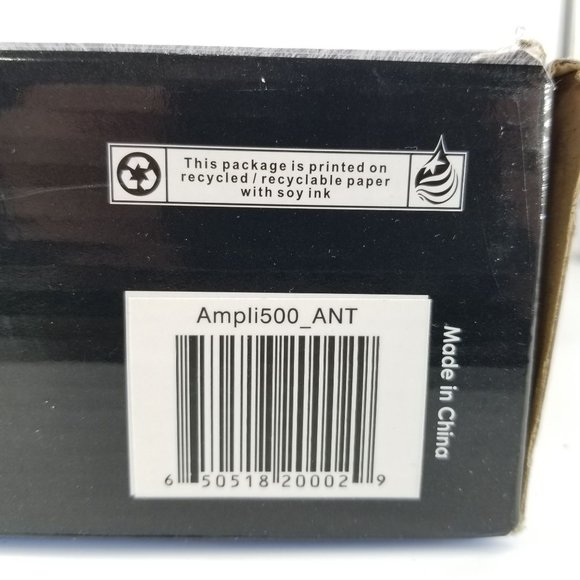 This package is printed on
recycled / recyclable paper
with soy ink
Ampli500_ANT
6 50518 20002 9
Made in China